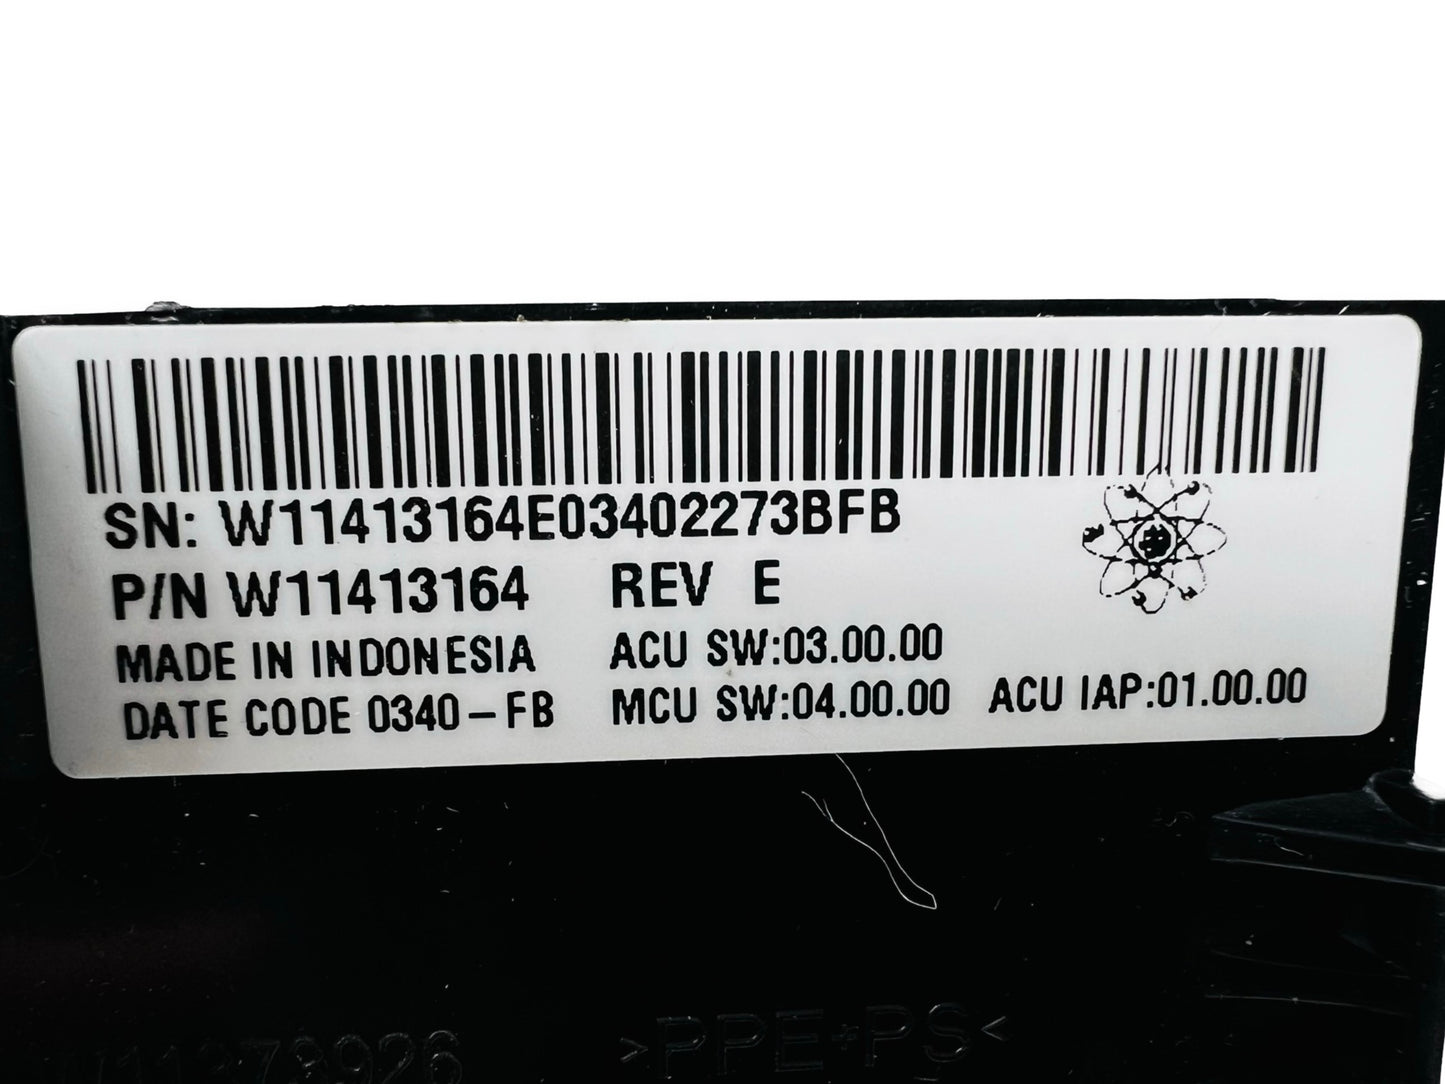 SN: W11413164E03402273BFB
P/N W11413164 REV E
MADE IN INDONESIA ACU SW:03.00.00
DATE CODE 0340-FB MCU SW:04.00.00 ACU IAP:01.00.00
W11373926 >PPE+PS<